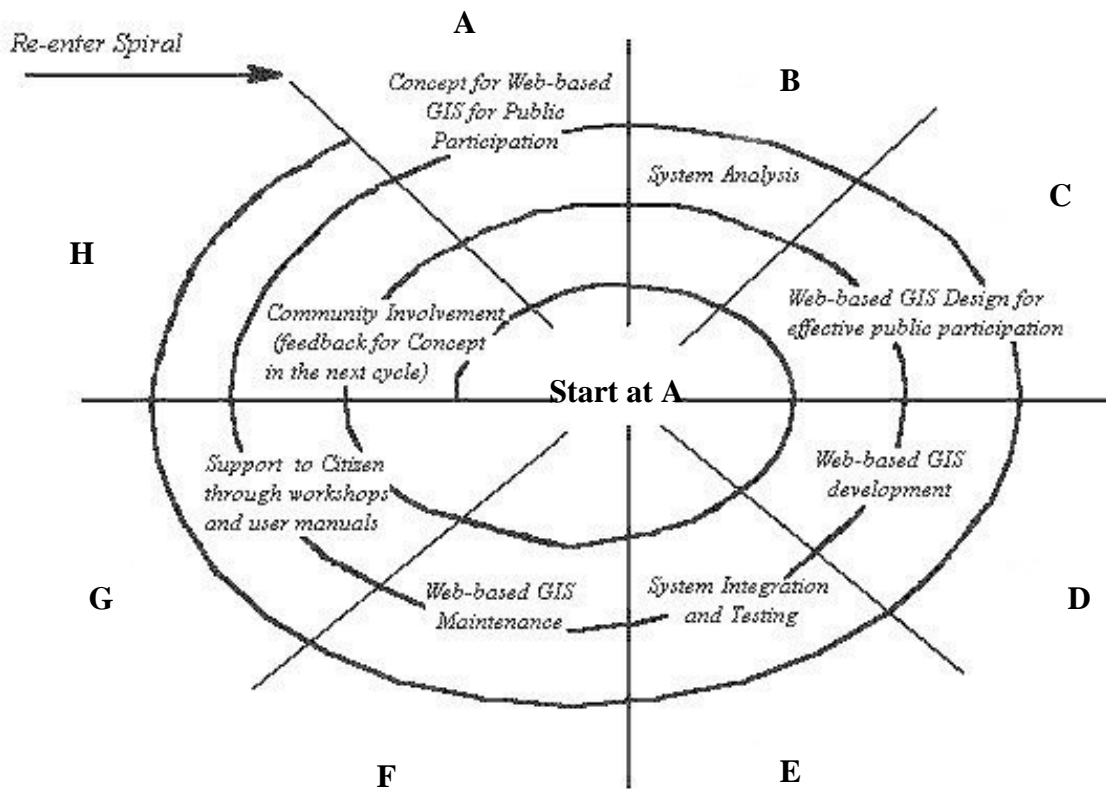 A
Re-enter Spiral
Concept for Web-based
GIS for Public
Participation
B
System Analysis
C
H
Web-based GIS Design for
effective public participation
Community Involvement
(feedback for Concept
in the next cycle)
Start at A
Support to Citizen
through workshops
and user manuals
Web-based GIS
development
G
Web-based GIS
Maintenance
System Integration
and Testing
D
F
E